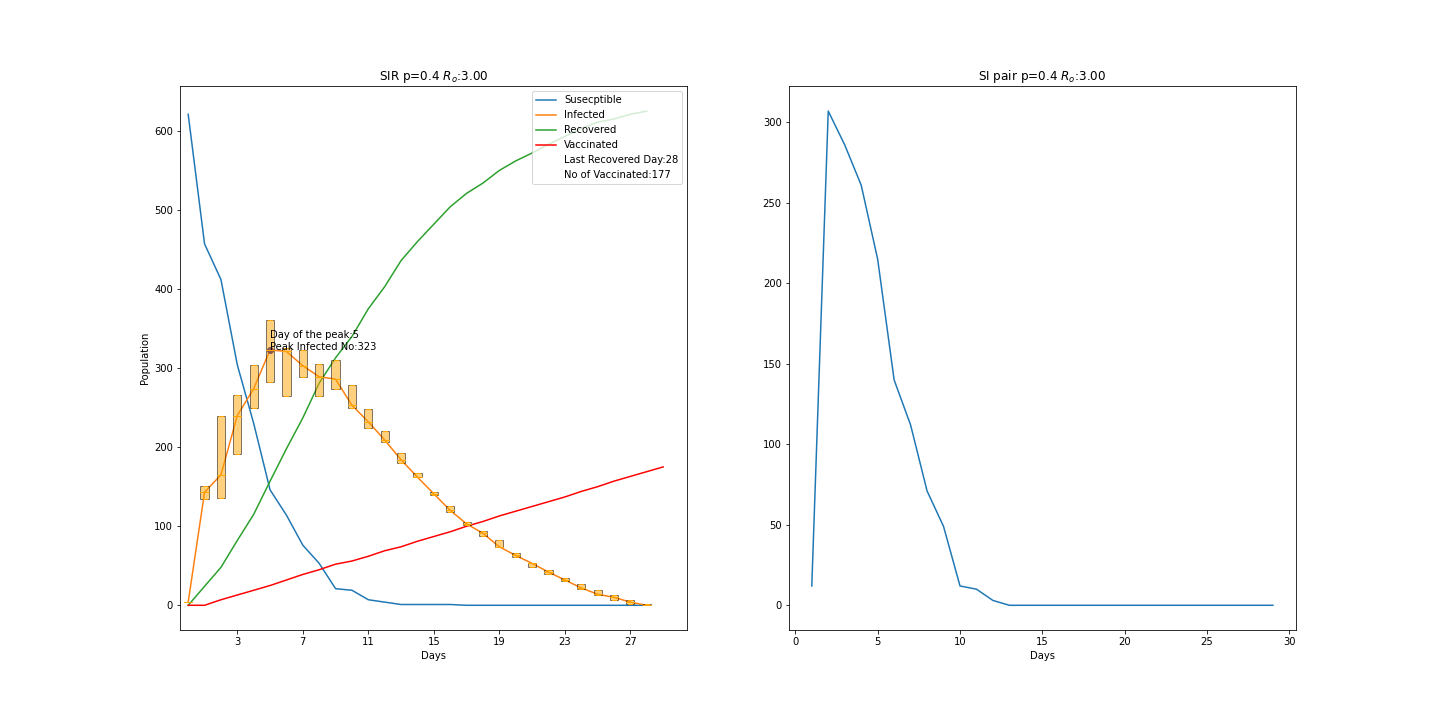 SIR p=0.4 Rₒ:3.00
Susecptible
Infected
Recovered
Vaccinated
Last Recovered Day:28
No of Vaccinated:177
600
500
400
300
200
100
0
Population
Day of the peak:5
Peak Infected No:323
3 7 11 15 19 23 27
Days
SI pair p=0.4 Rₒ:3.00
300
250
200
150
100
50
0
0 5 10 15 20 25 30
Days